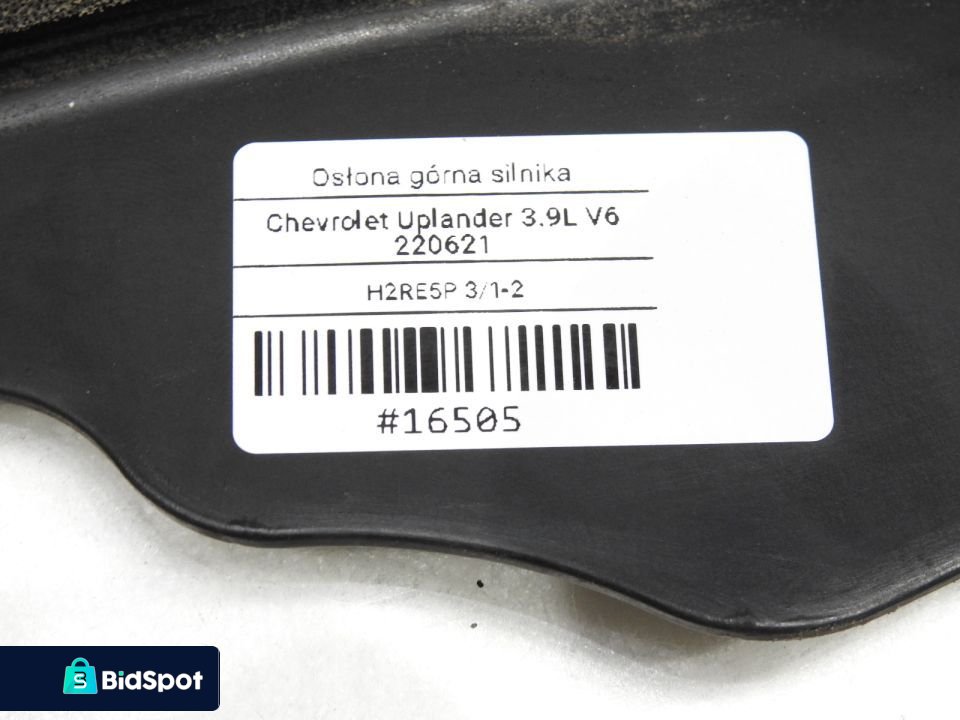 Osłona górna silnika
Chevrolet Uplander 3.9L V6
220621
H2RE5P 3/1-2
#16505
BidSpot